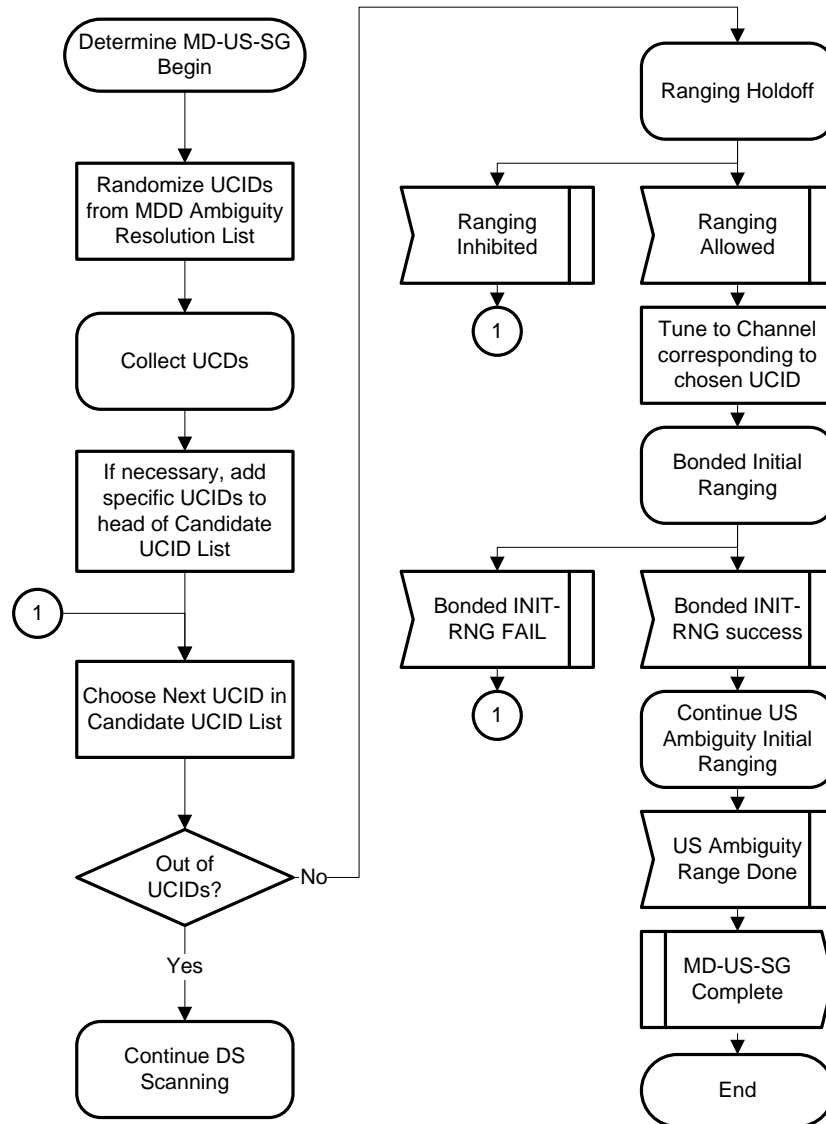 Determine MD-US-SG
Begin
Randomize UCIDs
from MDD Ambiguity
Resolution List
Collect UCDs
If necessary, add
specific UCIDs to
head of Candidate
UCID List
1
Choose Next UCID in
Candidate UCID List
Out of
UCIDs?
No
Yes
Continue DS
Scanning
Ranging Holdoff
Ranging
Inhibited
Ranging
Allowed
1
Tune to Channel
corresponding to
chosen UCID
Bonded Initial
Ranging
Bonded INIT-
RNG FAIL
Bonded INIT-
RNG success
1
Continue US
Ambiguity Initial
Ranging
US Ambiguity
Range Done
MD-US-SG
Complete
End